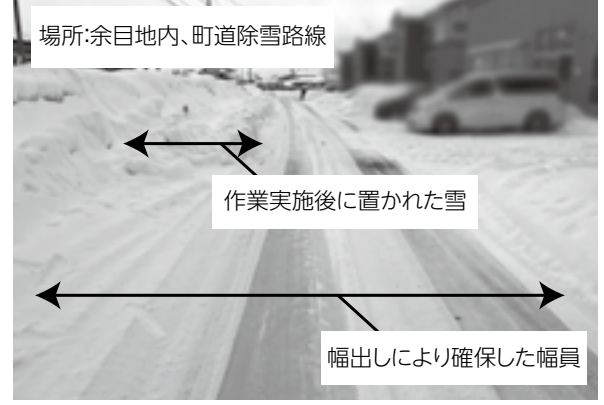 場所:余目地内、町道除雪路線
作業実施後に置かれた雪
幅出しにより確保した幅員